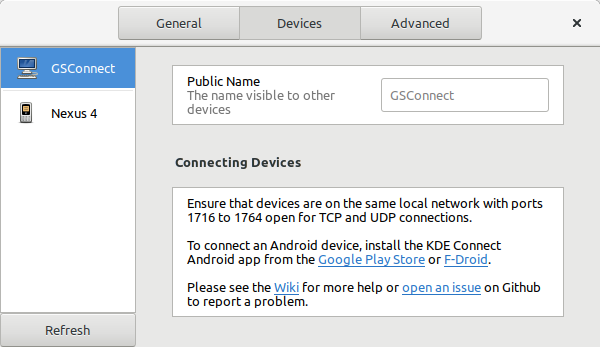 General
Devices
Advanced
GSConnect
Nexus 4
Refresh
Public Name
The name visible to other
devices
GSConnect
Connecting Devices
Ensure that devices are on the same local network with ports
1716 to 1764 open for TCP and UDP connections.
To connect an Android device, install the KDE Connect
Android app from the Google Play Store or F-Droid.
Please see the Wiki for more help or open an issue on Github
to report a problem.